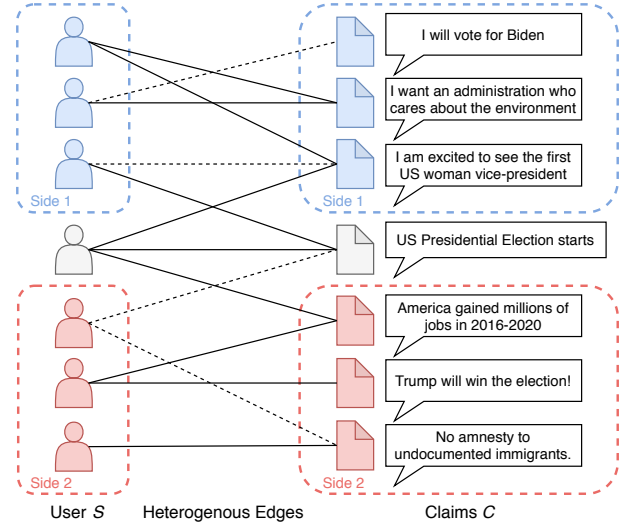 I will vote for Biden
I want an administration who
cares about the environment
I am excited to see the first
US woman vice-president
Side 1
Side 1
US Presidential Election starts
America gained millions of
jobs in 2016-2020
Trump will win the election!
No amnesty to
undocumented immigrants.
Side 2
Side 2
User S
Heterogenous Edges
Claims C